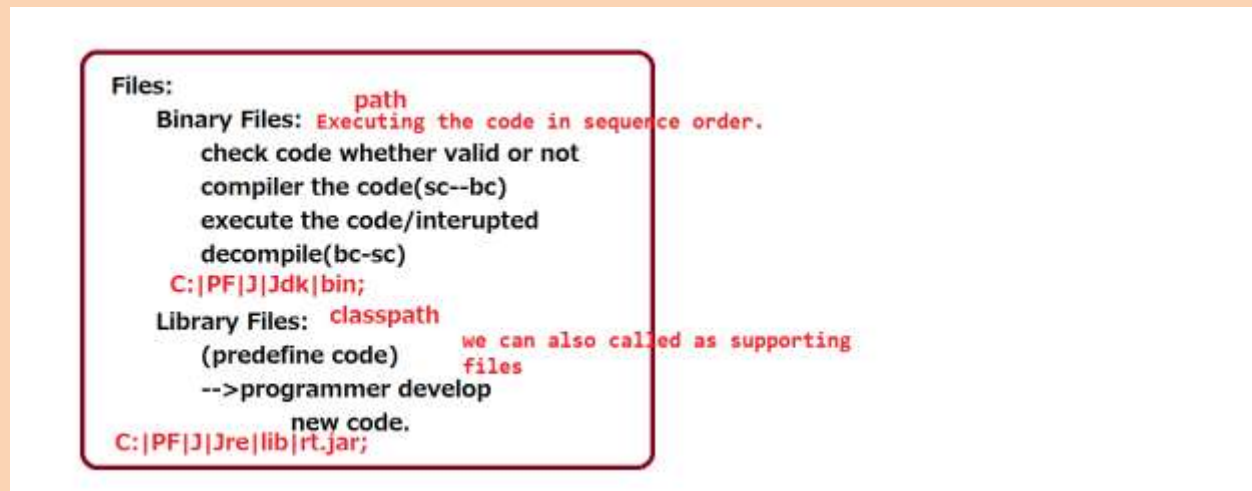 Files:
path
Binary Files: Executing the code in sequence order.
check code whether valid or not
compiler the code(sc--bc)
execute the code/interupted
decompile(bc-sc)
C:|PF|J|Jdk|bin;
Library Files: classpath
(predefine code) we can also called as supporting
files
-->programmer develop
new code.
C:|PF|J|Jre|lib|rt.jar;